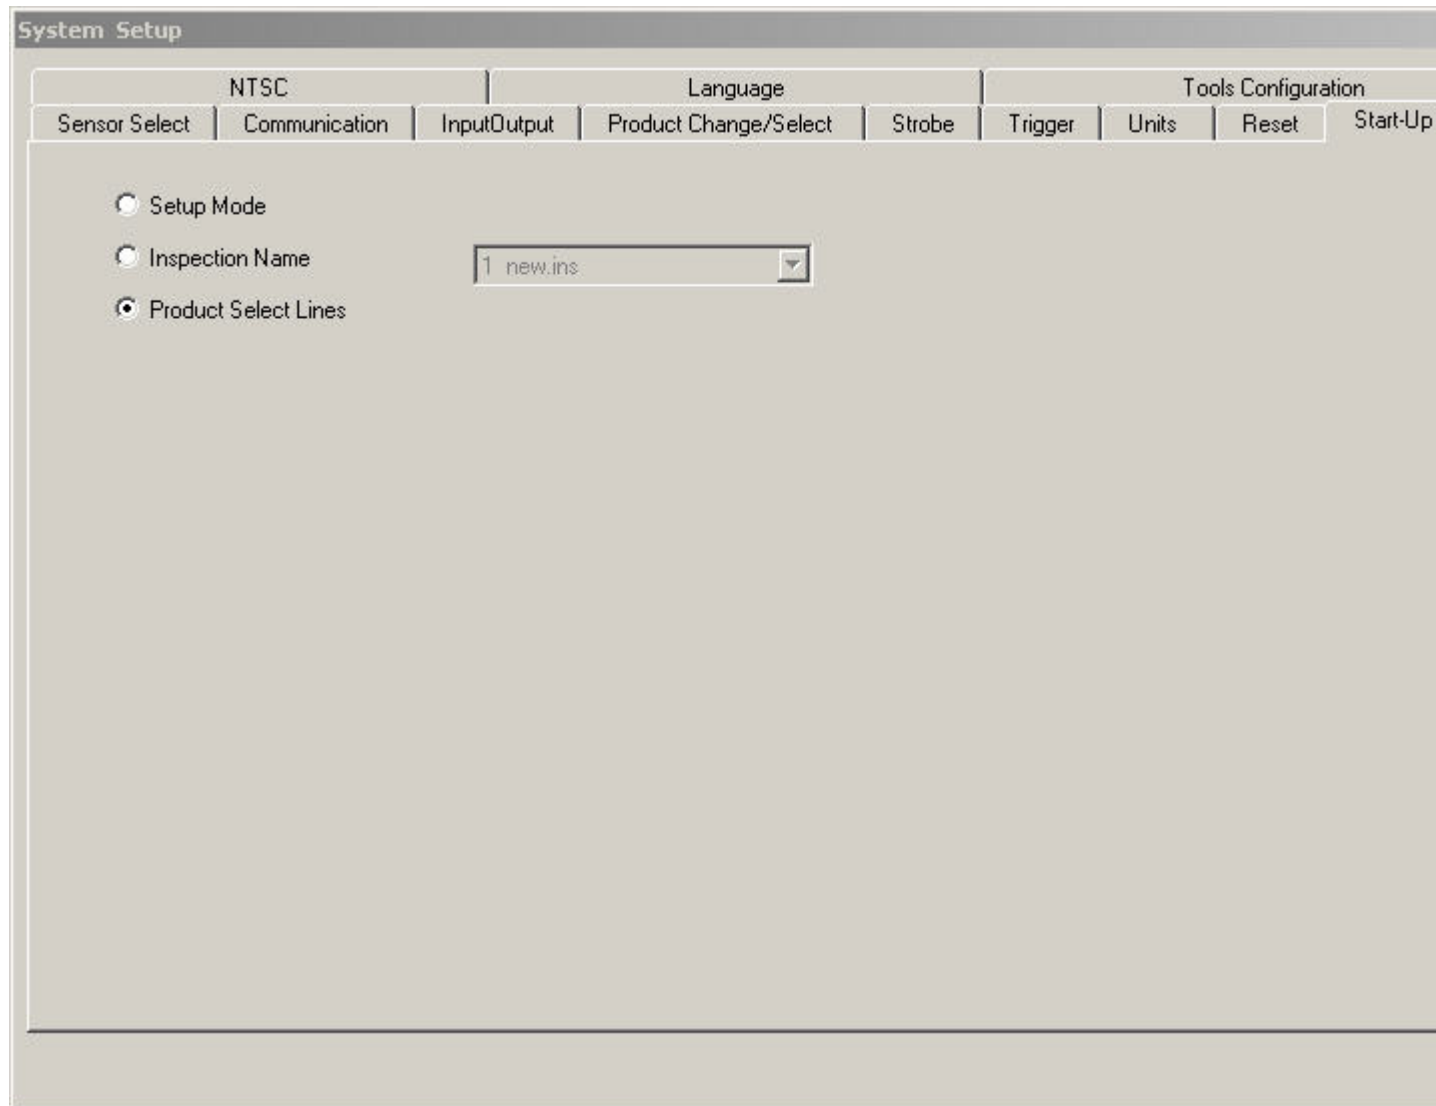 System Setup
NTSC Language Tools Configuration
Sensor Select Communication InputOutput Product Change/Select Strobe Trigger Units Reset Start-Up
Setup Mode
Inspection Name 1 new.ins
Product Select Lines